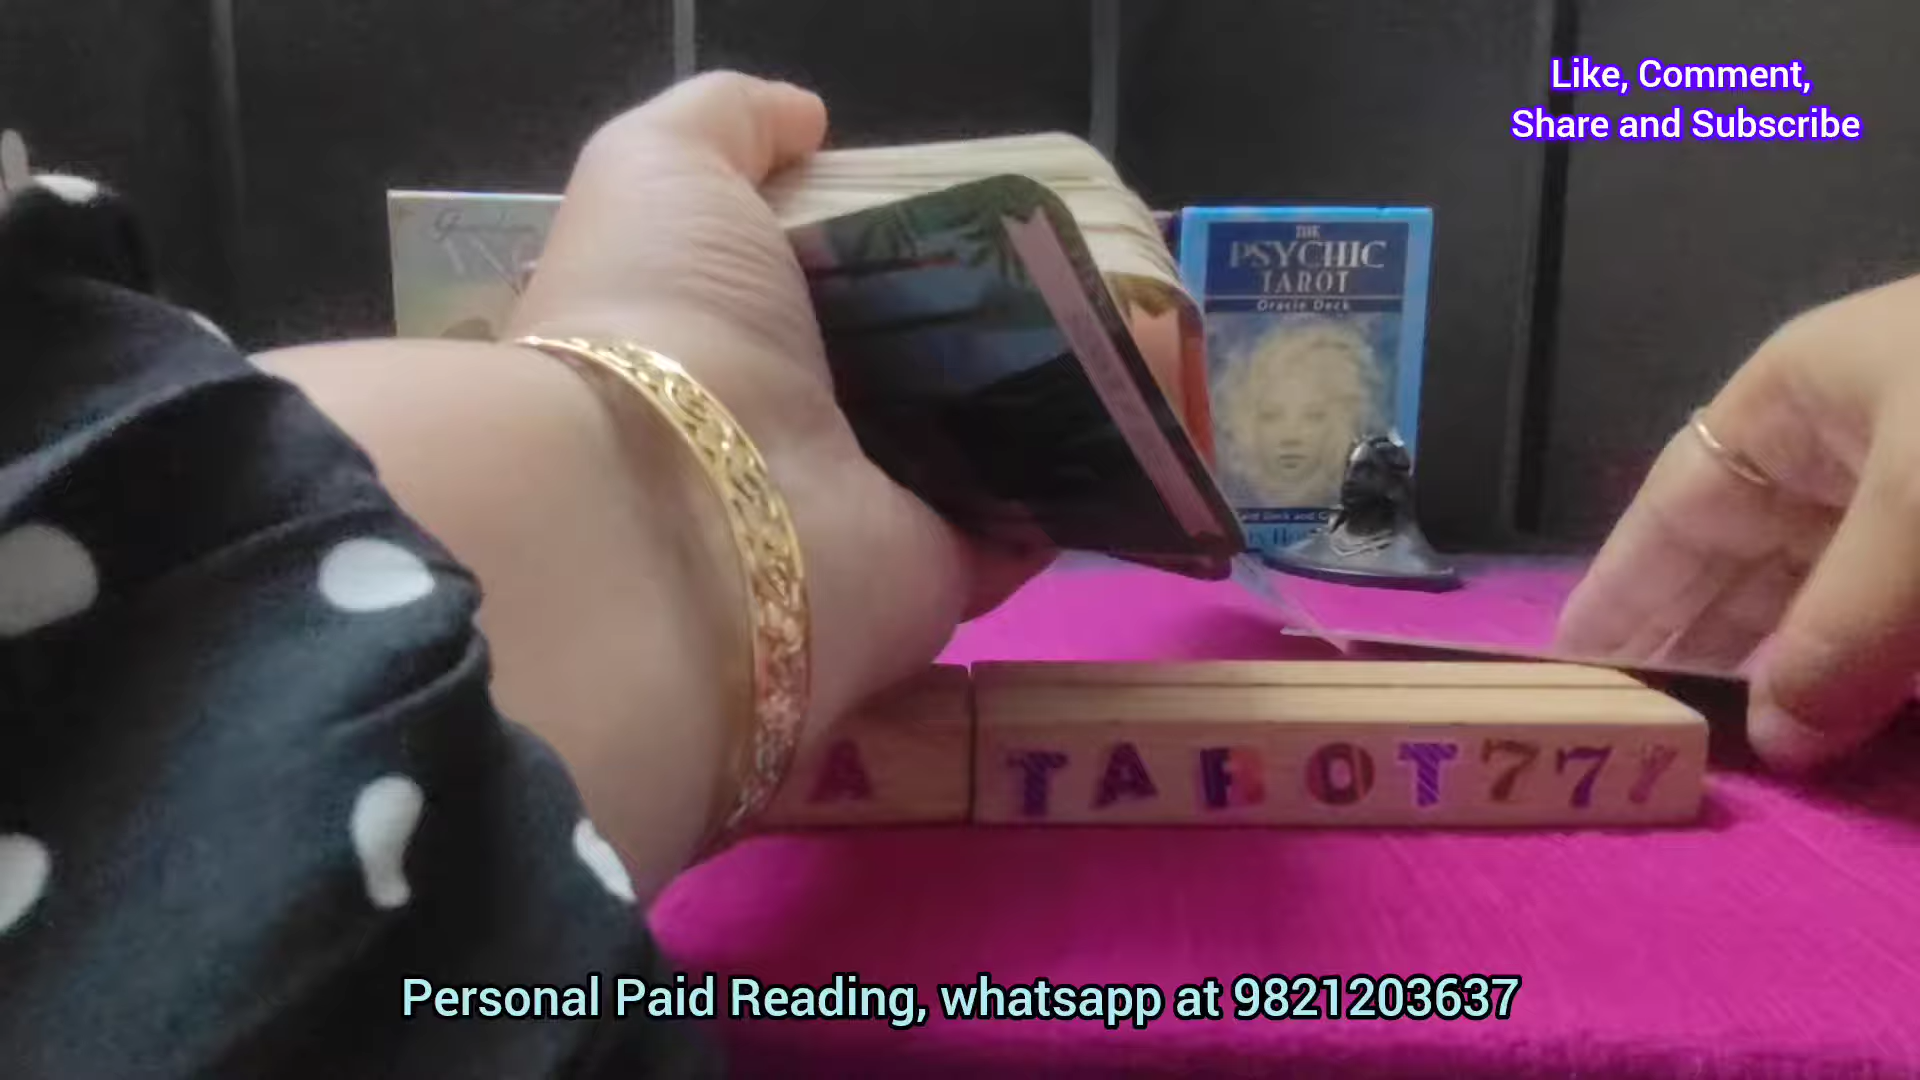 Like, Comment,
Share and Subscribe
THE
PSYCHIC
TAROT
Oracle Deck
A TAROT777
Personal Paid Reading, whatsapp at 9821203637